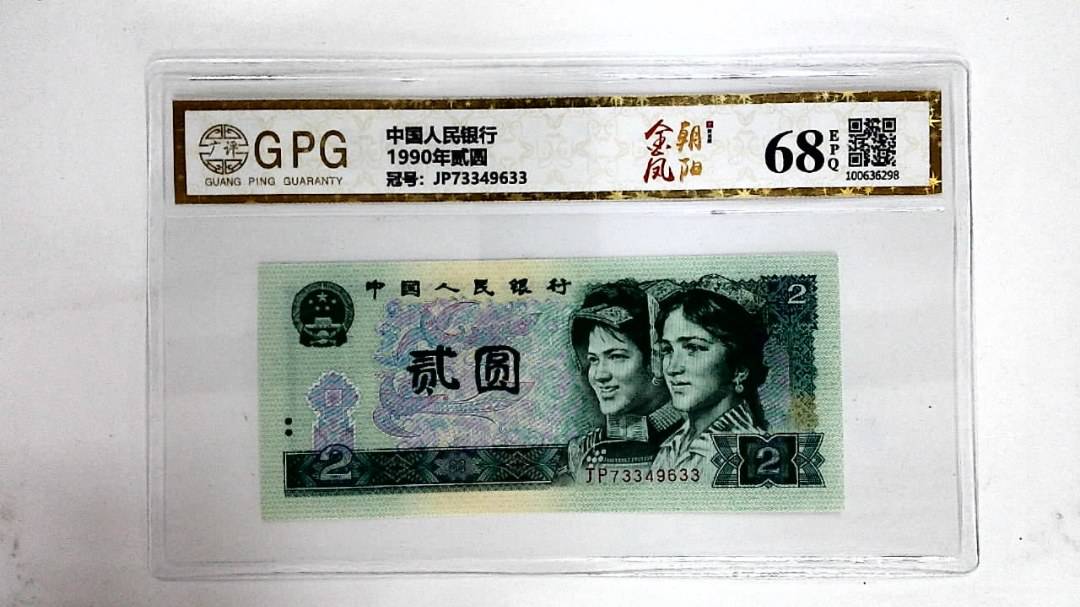 广评
GPG
GUANG PING GUARANTY
中国人民银行
1990年贰圆
冠号：JP73349633
金凤
朝阳
68
EPQ
100636298
中国人民银行
2
贰圆
2
JP73349633
2